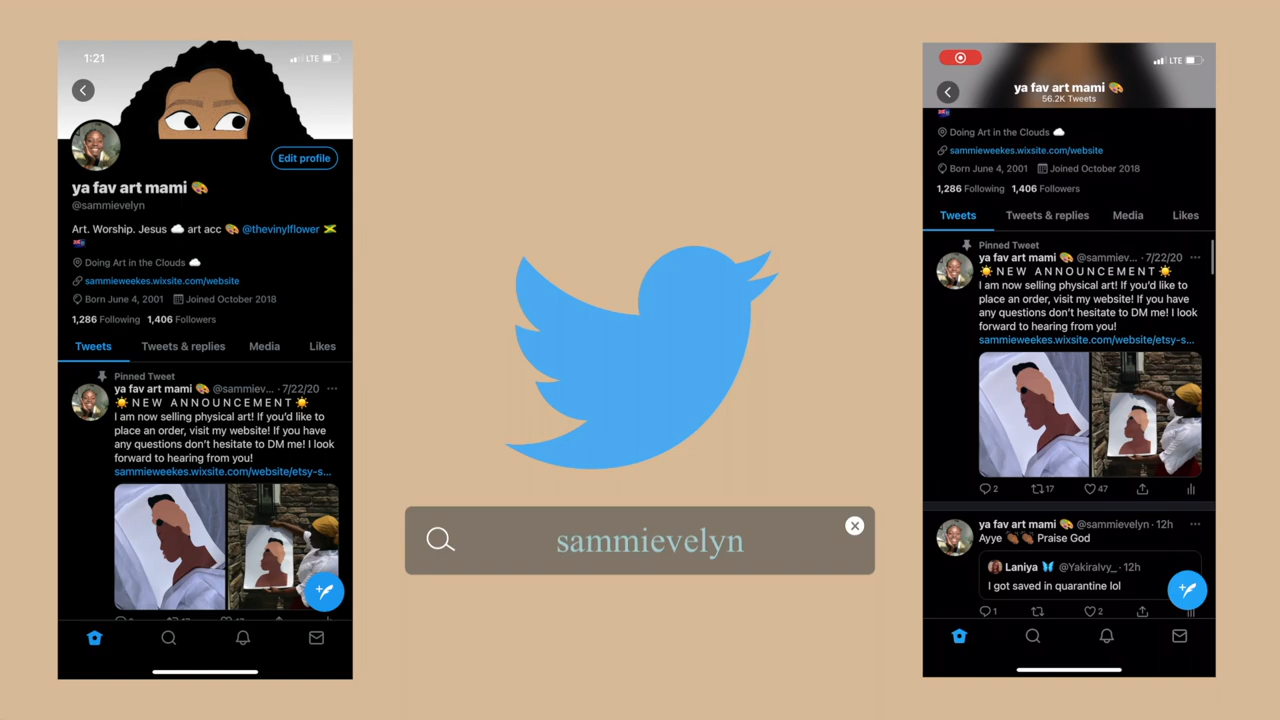 1:21
LTE
Edit profile
ya fav art mami 🎨
@sammievelyn
Art. Worship. Jesus ☁️ art acc 🎨 @thevinylflower 🇯🇲
Doing Art in the Clouds ☁️
sammieweekes.wixsite.com/website
Born June 4, 2001 Joined October 2018
1,286 Following 1,406 Followers
Tweets Tweets & replies Media Likes
Pinned Tweet
ya fav art mami 🎨 @sammiev... · 7/22/20 ···
☀️N E W A N N O U N C E M E N T☀️
I am now selling physical art! If you'd like to
place an order, visit my website! If you have
any questions don't hesitate to DM me! I look
forward to hearing from you!
sammieweekes.wixsite.com/website/etsy-s...
sammievelyn
LTE
ya fav art mami 🎨
56.2K Tweets
Doing Art in the Clouds ☁️
sammieweekes.wixsite.com/website
Born June 4, 2001 Joined October 2018
1,286 Following 1,406 Followers
Tweets Tweets & replies Media Likes
Pinned Tweet
ya fav art mami 🎨 @sammiev... · 7/22/20 ···
☀️N E W A N N O U N C E M E N T☀️
I am now selling physical art! If you'd like to
place an order, visit my website! If you have
any questions don't hesitate to DM me! I look
forward to hearing from you!
sammieweekes.wixsite.com/website/etsy-s...
2 17 47
ya fav art mami 🎨 @sammievelyn · 12h ···
Ayye 👏🏾👏🏾 Praise God
Laniya 🦋 @YakiraIvy_ · 12h
I got saved in quarantine lol
1 2